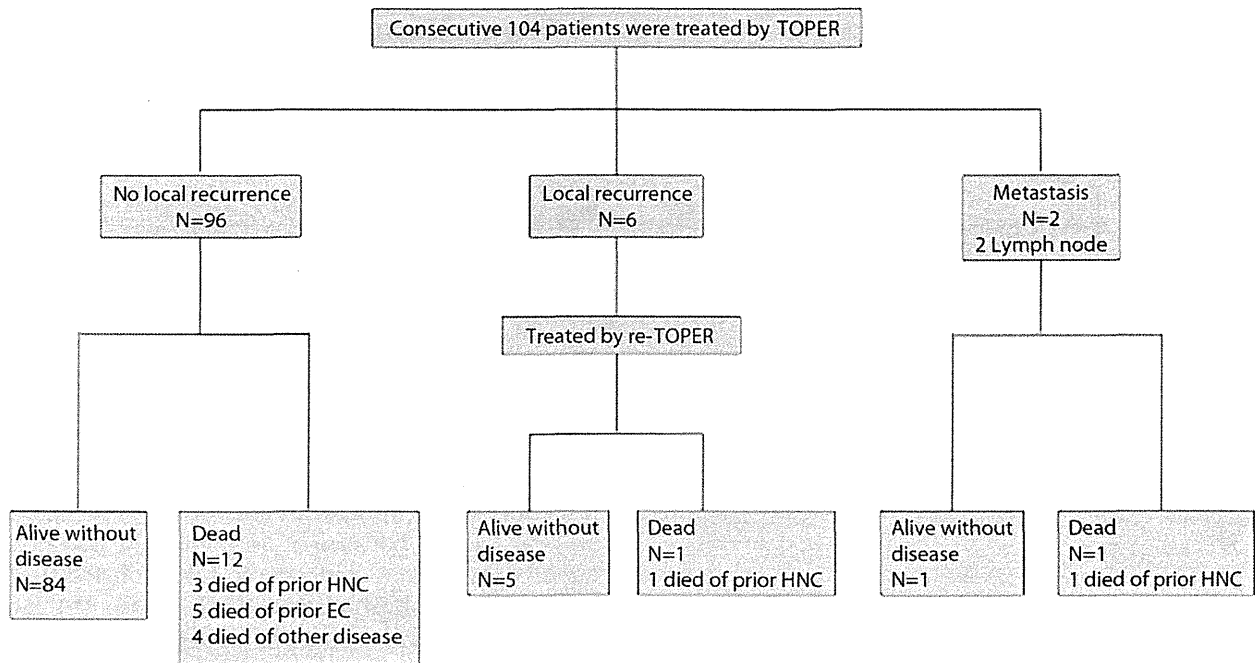 Consecutive 104 patients were treated by TOPER
No local recurrence
N=96
Local recurrence
N=6
Metastasis
N=2
2 Lymph node
Treated by re-TOPER
Alive without
disease
N=84
Dead
N=12
3 died of prior HNC
5 died of prior EC
4 died of other disease
Alive without
disease
N=5
Dead
N=1
1 died of prior HNC
Alive without
disease
N=1
Dead
N=1
1 died of prior HNC